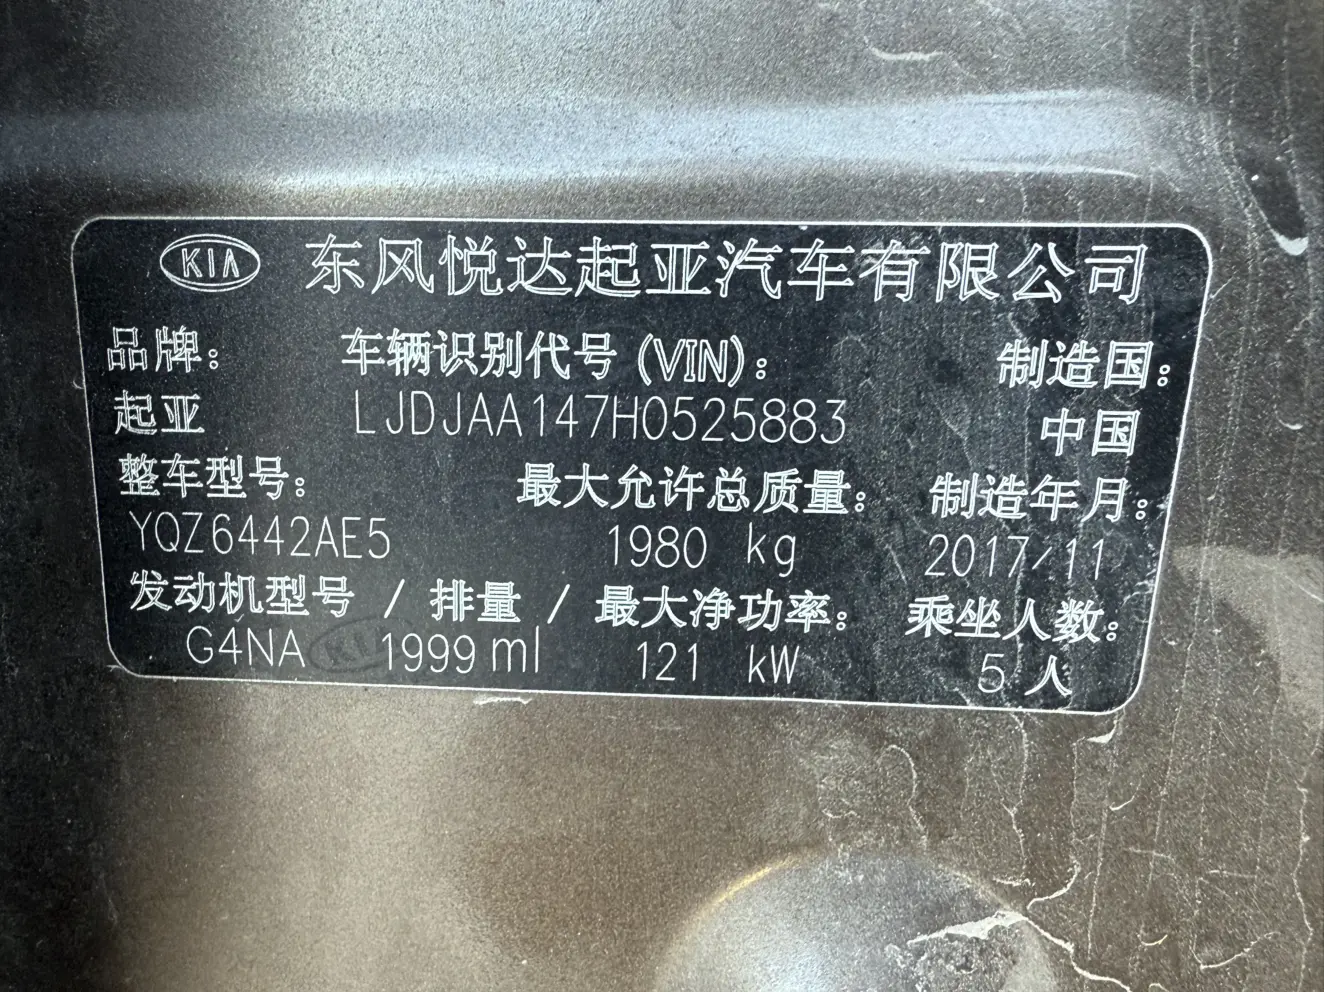 KIA 东风悦达起亚汽车有限公司
品牌： 车辆识别代号 (VIN)： 制造国：
起亚 LJDJAA147H0525883 中国
整车型号： 最大允许总质量： 制造年月：
YQZ6442AE5 1980 kg 2017/11
发动机型号 / 排量 / 最大净功率： 乘坐人数：
G4NA KIA 1999 ml 121 kW 5 人